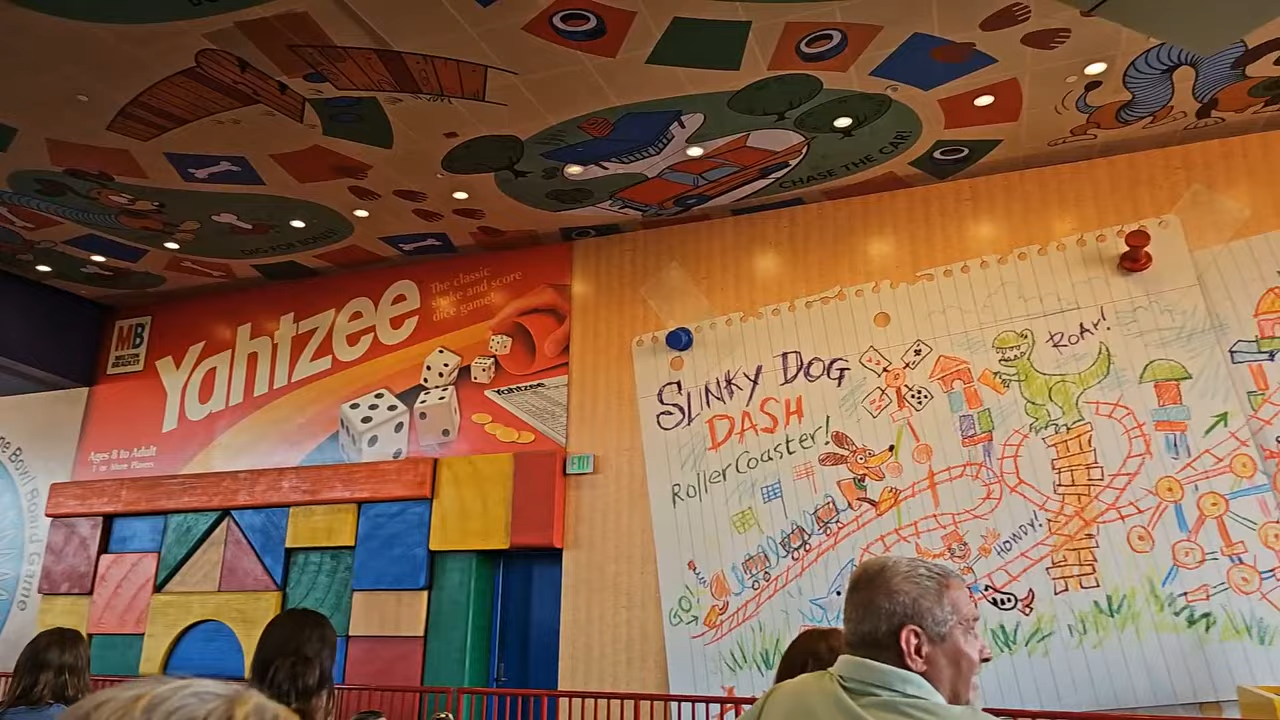 CHASE THE CAR!
DIG FOR BONES!
MB
MILTON
BRADLEY
Yahtzee
The classic
shake and score
dice game!
Yahtzee
Ages 8 to Adult
1 or More Players
EXIT
Bowl Board Game
SLINKY DOG
DASH
Roller Coaster!
ROAR!
HOWDY!
GO!